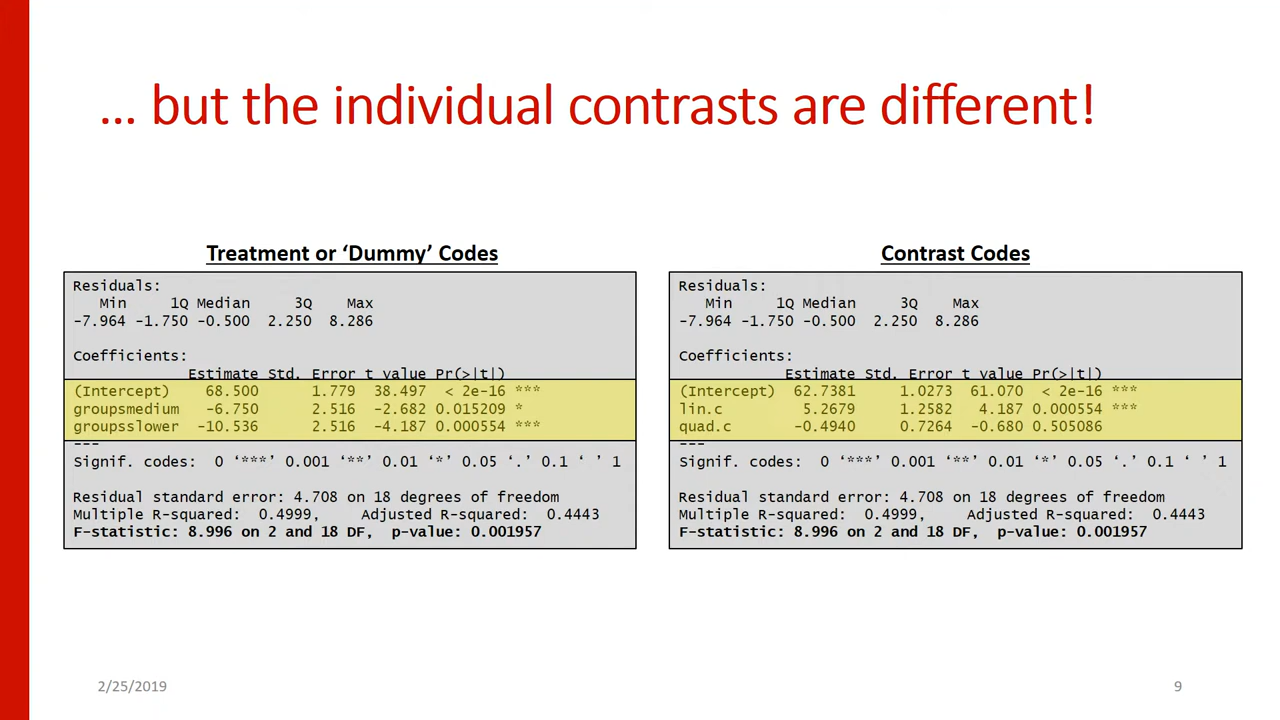 … but the individual contrasts are different!
Treatment or ‘Dummy’ Codes
Residuals:
Min 1Q Median 3Q Max
-7.964 -1.750 -0.500 2.250 8.286
Coefficients:
Estimate Std. Error t value Pr(>|t|)
(Intercept) 68.500 1.779 38.497 < 2e-16 ***
groupsmedium -6.750 2.516 -2.682 0.015209 *
groupsslower -10.536 2.516 -4.187 0.000554 ***
---
Signif. codes: 0 ‘***’ 0.001 ‘**’ 0.01 ‘*’ 0.05 ‘.’ 0.1 ‘ ’ 1
Residual standard error: 4.708 on 18 degrees of freedom
Multiple R-squared: 0.4999, Adjusted R-squared: 0.4443
F-statistic: 8.996 on 2 and 18 DF, p-value: 0.001957
Contrast Codes
Residuals:
Min 1Q Median 3Q Max
-7.964 -1.750 -0.500 2.250 8.286
Coefficients:
Estimate Std. Error t value Pr(>|t|)
(Intercept) 62.7381 1.0273 61.070 < 2e-16 ***
lin.c 5.2679 1.2582 4.187 0.000554 ***
quad.c -0.4940 0.7264 -0.680 0.505086
---
Signif. codes: 0 ‘***’ 0.001 ‘**’ 0.01 ‘*’ 0.05 ‘.’ 0.1 ‘ ’ 1
Residual standard error: 4.708 on 18 degrees of freedom
Multiple R-squared: 0.4999, Adjusted R-squared: 0.4443
F-statistic: 8.996 on 2 and 18 DF, p-value: 0.001957
2/25/2019
9